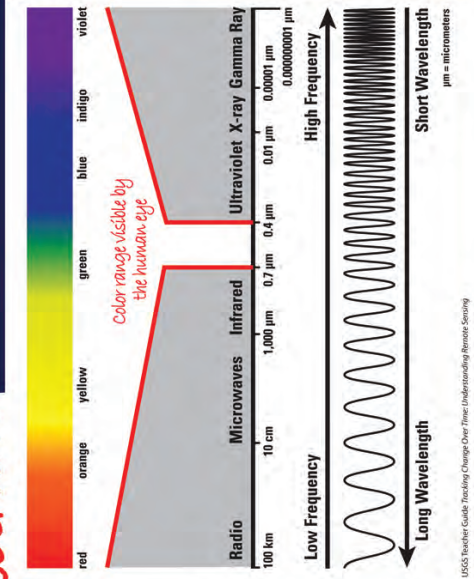 red orange yellow green blue indigo violet
Color range visible by
the human eye
Radio Microwaves Infrared Ultraviolet X-ray Gamma Ray
100 km 10 cm 1,000 µm 0.7 µm 0.4 µm 0.01 µm 0.00001 µm
0.000000001 µm
Low Frequency High Frequency
Long Wavelength Short Wavelength
µm = micrometers
USGS Teacher Guide Tracking Change Over Time: Understanding Remote Sensing